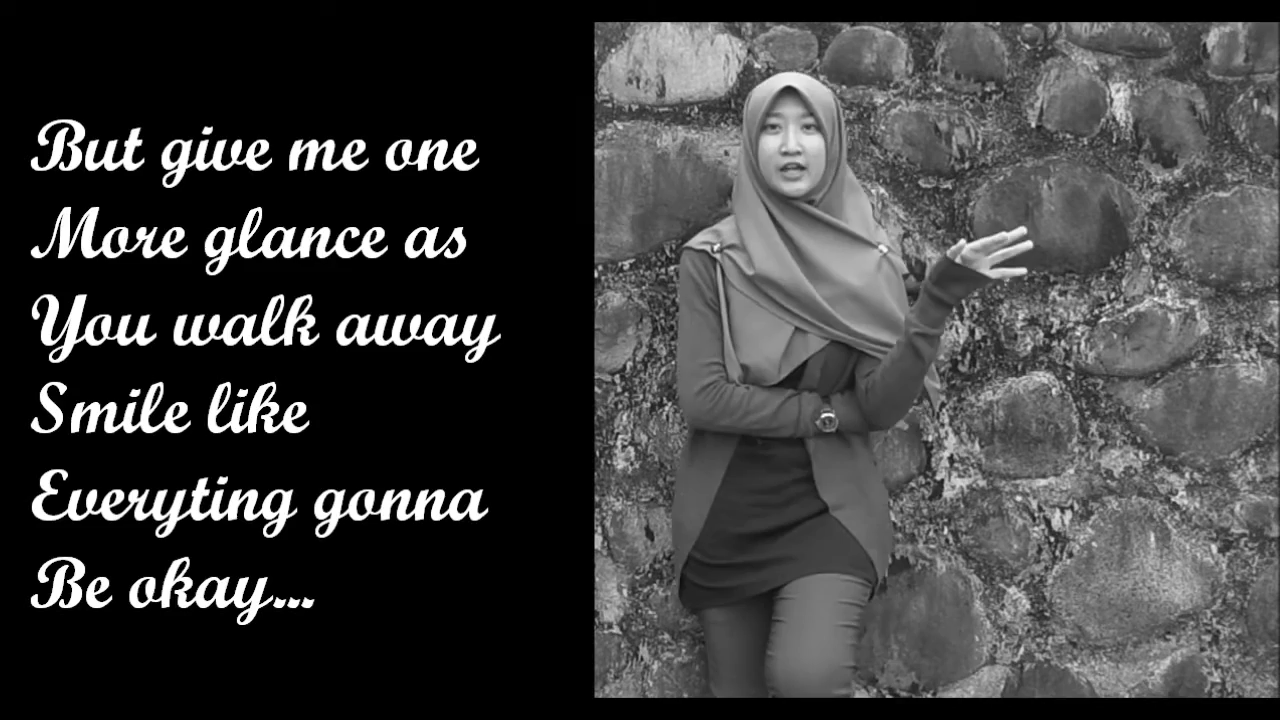 But give me one
More glance as
You walk away
Smile like
Everyting gonna
Be okay...